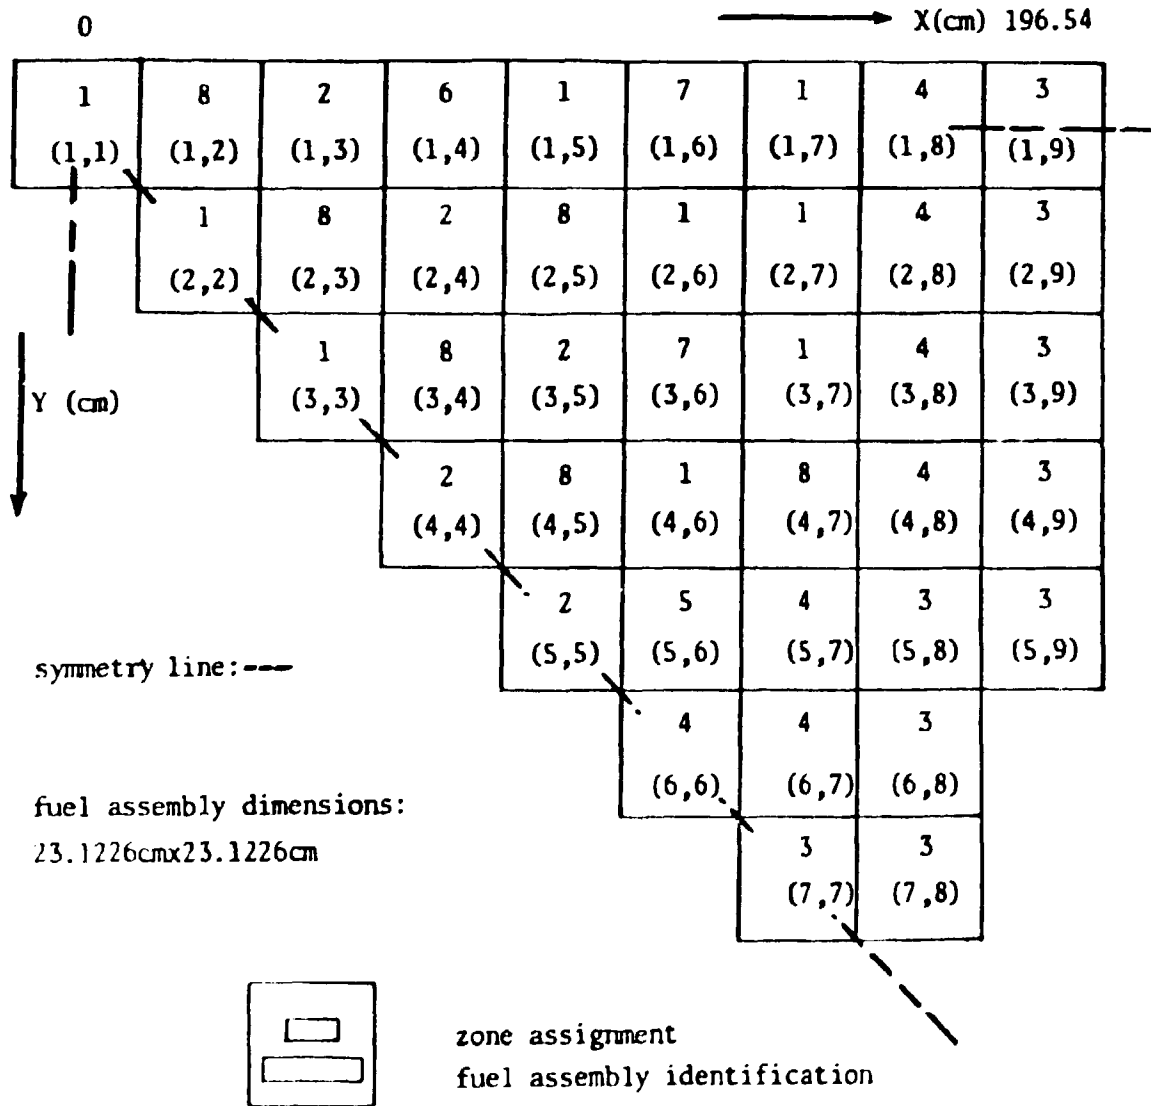 0 X(cm) 196.54
1 8 2 6 1 7 1 4 3
(1,1) (1,2) (1,3) (1,4) (1,5) (1,6) (1,7) (1,8) (1,9)
1 8 2 8 1 1 4 3
(2,2) (2,3) (2,4) (2,5) (2,6) (2,7) (2,8) (2,9)
1 8 2 7 1 4 3
(3,3) (3,4) (3,5) (3,6) (3,7) (3,8) (3,9)
Y (cm)
2 8 1 8 4 3
(4,4) (4,5) (4,6) (4,7) (4,8) (4,9)
2 5 4 3 3
(5,5) (5,6) (5,7) (5,8) (5,9)
symmetry line:---
4 4 3
(6,6) (6,7) (6,8)
fuel assembly dimensions:
23.1226cmx23.1226cm
3 3
(7,7) (7,8)
zone assignment
fuel assembly identification